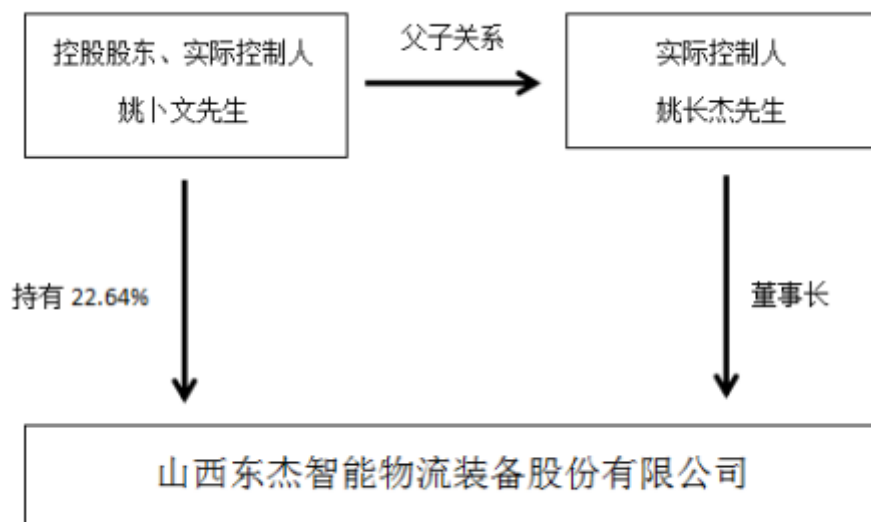 控股股东、实际控制人
姚卜文先生
父子关系
实际控制人
姚长杰先生
持有 22.64%
董事长
山西东杰智能物流装备股份有限公司